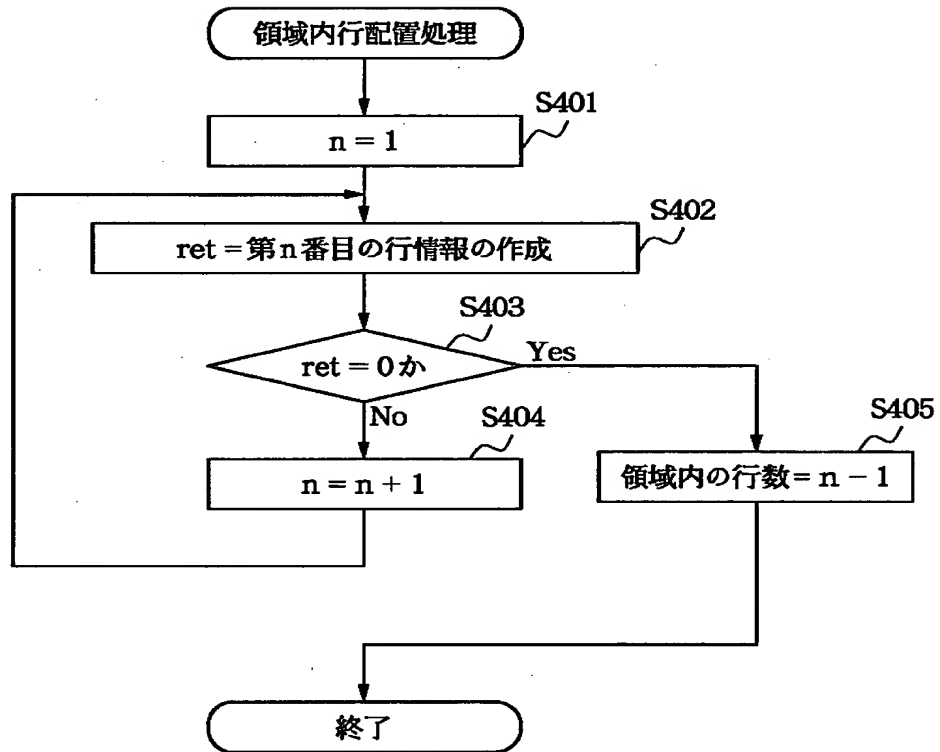 領域内行配置処理
S401
n = 1
S402
ret = 第n番目の行情報の作成
S403
ret = 0か
Yes
No
S404
n = n + 1
S405
領域内の行数 = n − 1
終了